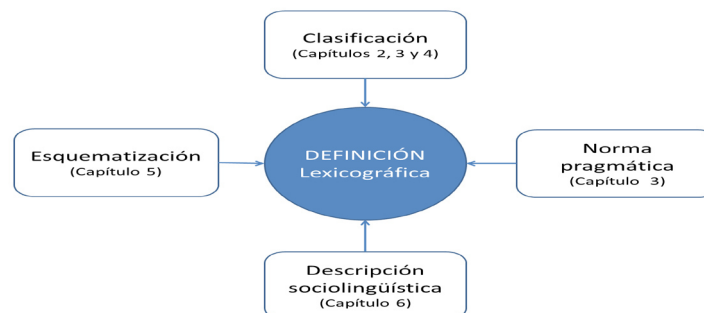 Clasificación
(Capítulos 2, 3 y 4)
Esquematización
(Capítulo 5)
DEFINICIÓN
Lexicográfica
Norma
pragmática
(Capítulo 3)
Descripción
sociolingüística
(Capítulo 6)